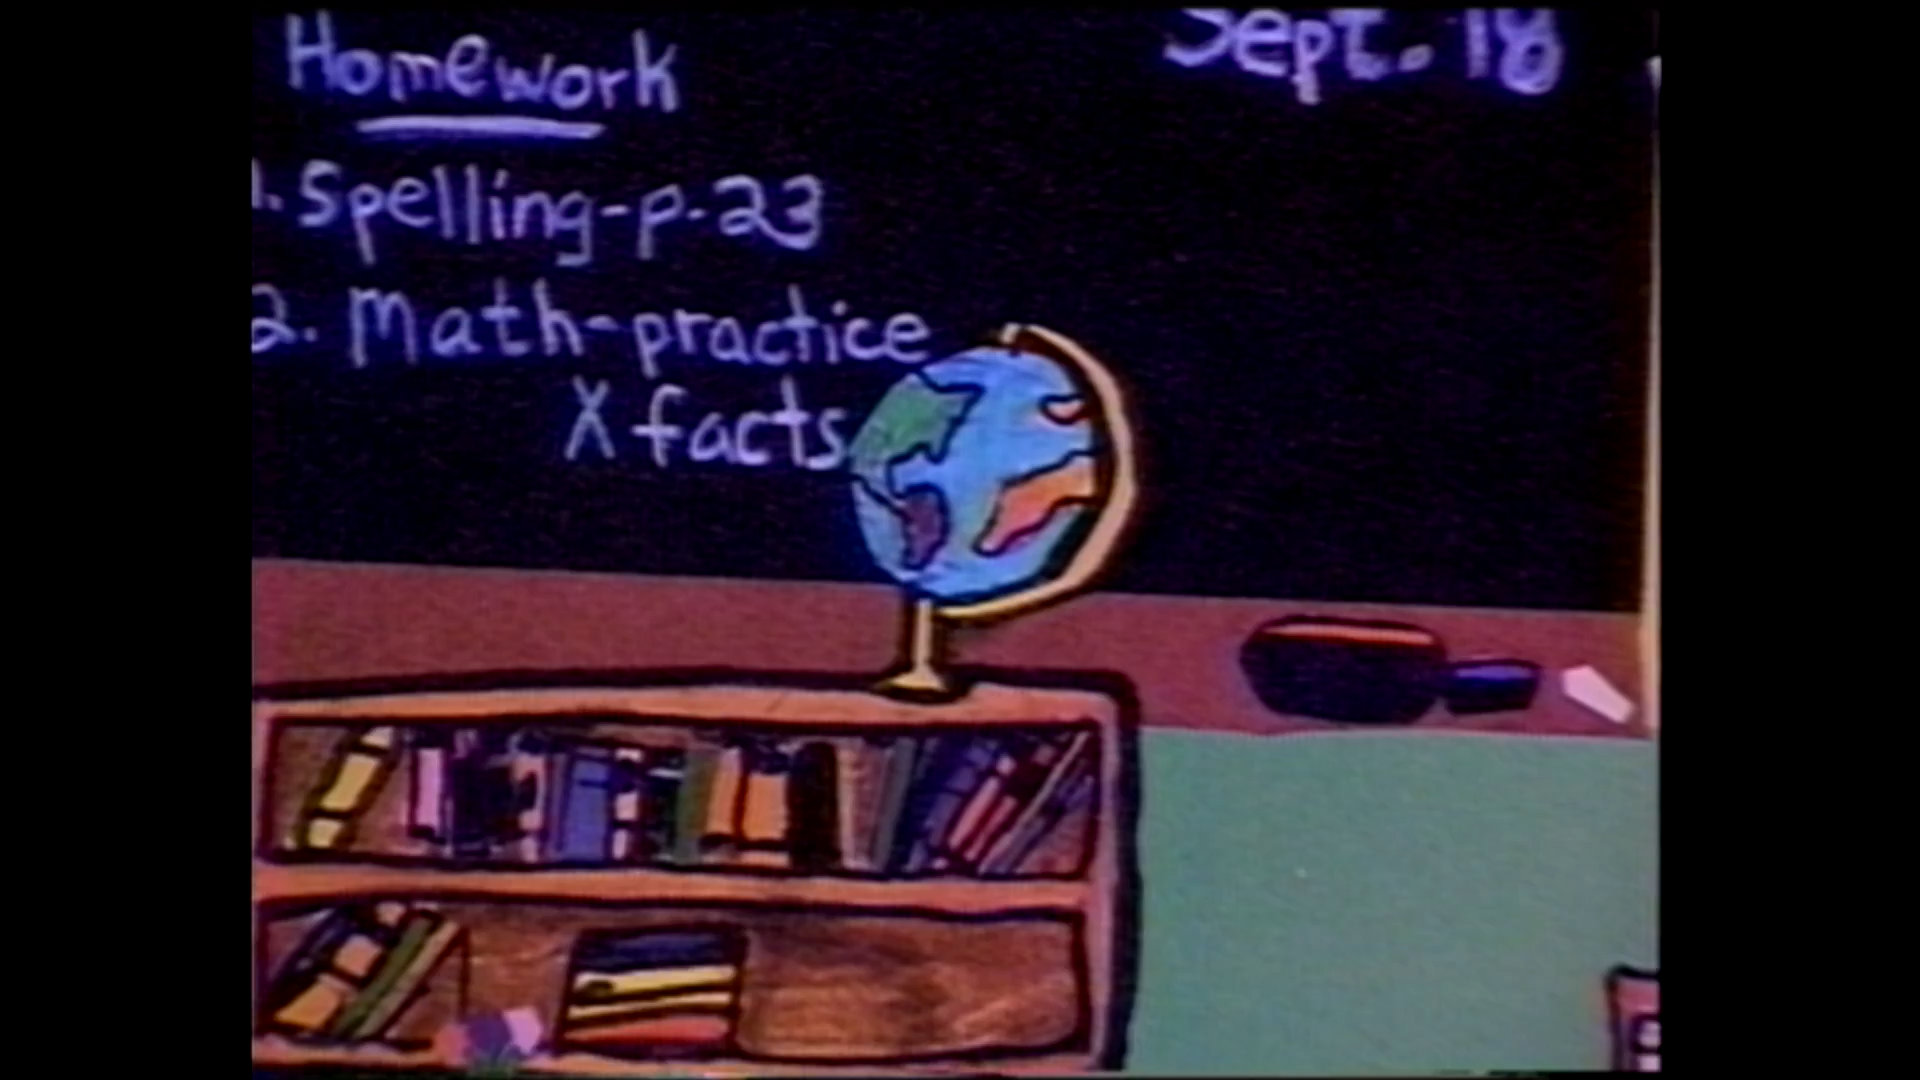 Homework
Sept. 18
1. Spelling-p.23
2. Math-practice
X facts